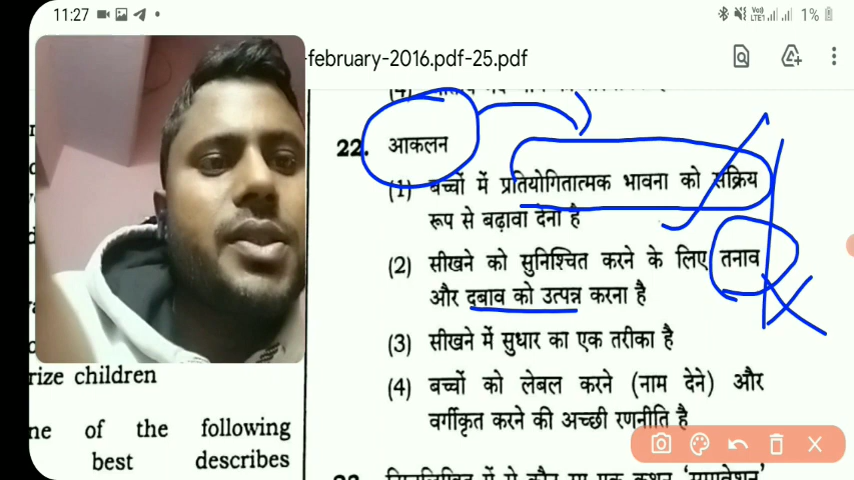 11:27
Vo)) LTE1 1%
-february-2016.pdf-25.pdf
22. आकलन
(1) बच्चों में प्रतियोगितात्मक भावना को सक्रिय
रूप से बढ़ावा देना है
(2) सीखने को सुनिश्चित करने के लिए तनाव
और दबाव को उत्पन्न करना है
(3) सीखने में सुधार का एक तरीका है
(4) बच्चों को लेबल करने (नाम देने) और
वर्गीकृत करने की अच्छी रणनीति है
rize children
ne of the following
best describes